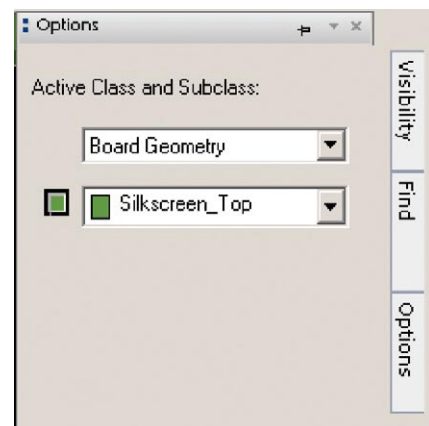 Options
Active Class and Subclass:
Board Geometry
Silkscreen_Top
Visibility
Find
Options